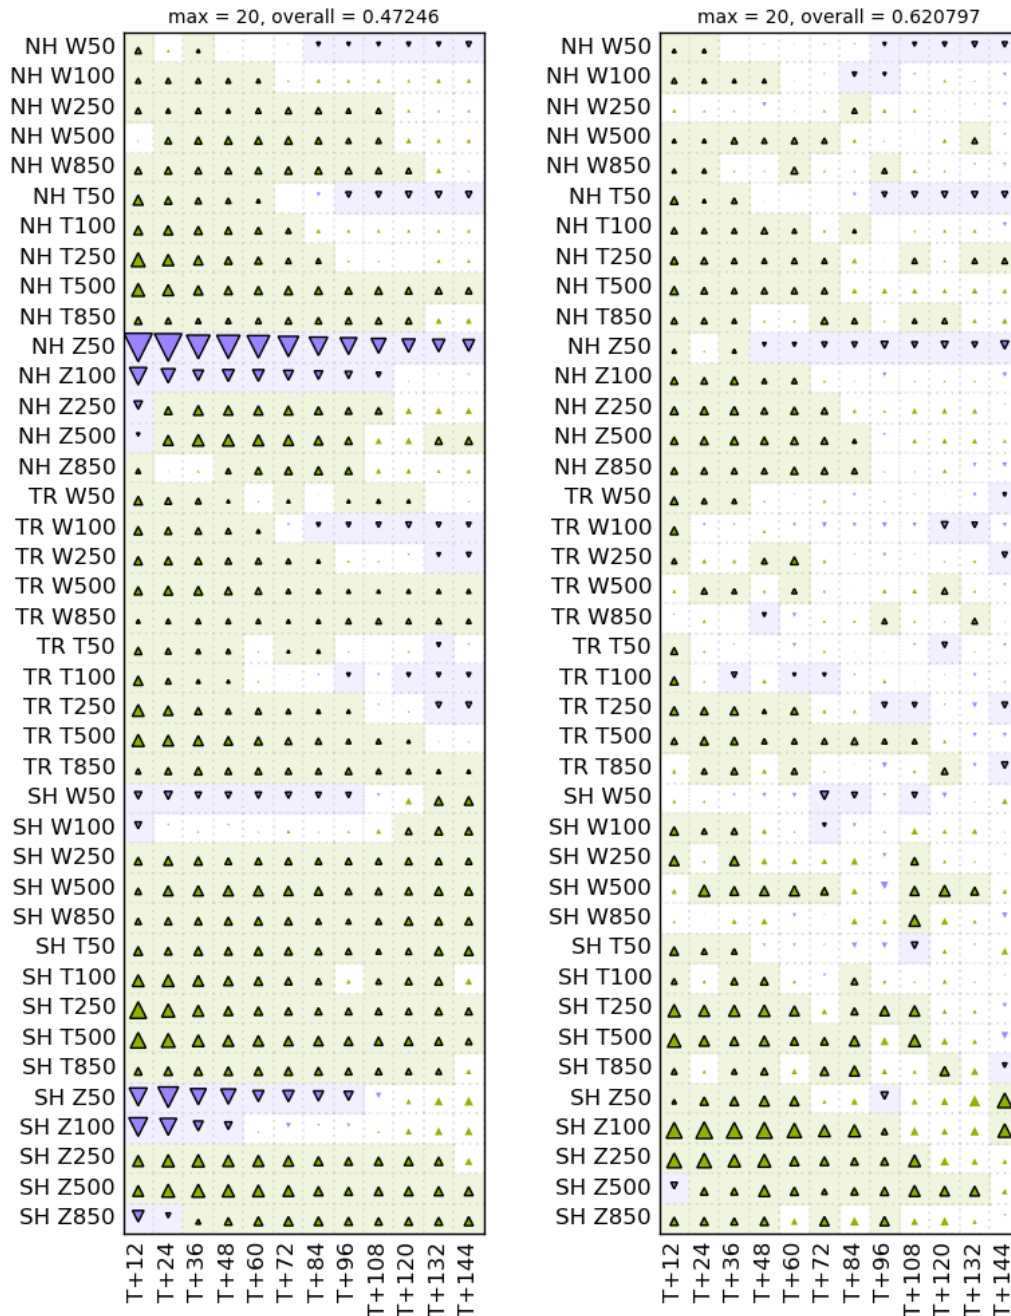 max = 20, overall = 0.47246
NH W50
NH W100
NH W250
NH W500
NH W850
NH T50
NH T100
NH T250
NH T500
NH T850
NH Z50
NH Z100
NH Z250
NH Z500
NH Z850
TR W50
TR W100
TR W250
TR W500
TR W850
TR T50
TR T100
TR T250
TR T500
TR T850
SH W50
SH W100
SH W250
SH W500
SH W850
SH T50
SH T100
SH T250
SH T500
SH T850
SH Z50
SH Z100
SH Z250
SH Z500
SH Z850
T+12
T+24
T+36
T+48
T+60
T+72
T+84
T+96
T+108
T+120
T+132
T+144
max = 20, overall = 0.620797
NH W50
NH W100
NH W250
NH W500
NH W850
NH T50
NH T100
NH T250
NH T500
NH T850
NH Z50
NH Z100
NH Z250
NH Z500
NH Z850
TR W50
TR W100
TR W250
TR W500
TR W850
TR T50
TR T100
TR T250
TR T500
TR T850
SH W50
SH W100
SH W250
SH W500
SH W850
SH T50
SH T100
SH T250
SH T500
SH T850
SH Z50
SH Z100
SH Z250
SH Z500
SH Z850
T+12
T+24
T+36
T+48
T+60
T+72
T+84
T+96
T+108
T+120
T+132
T+144